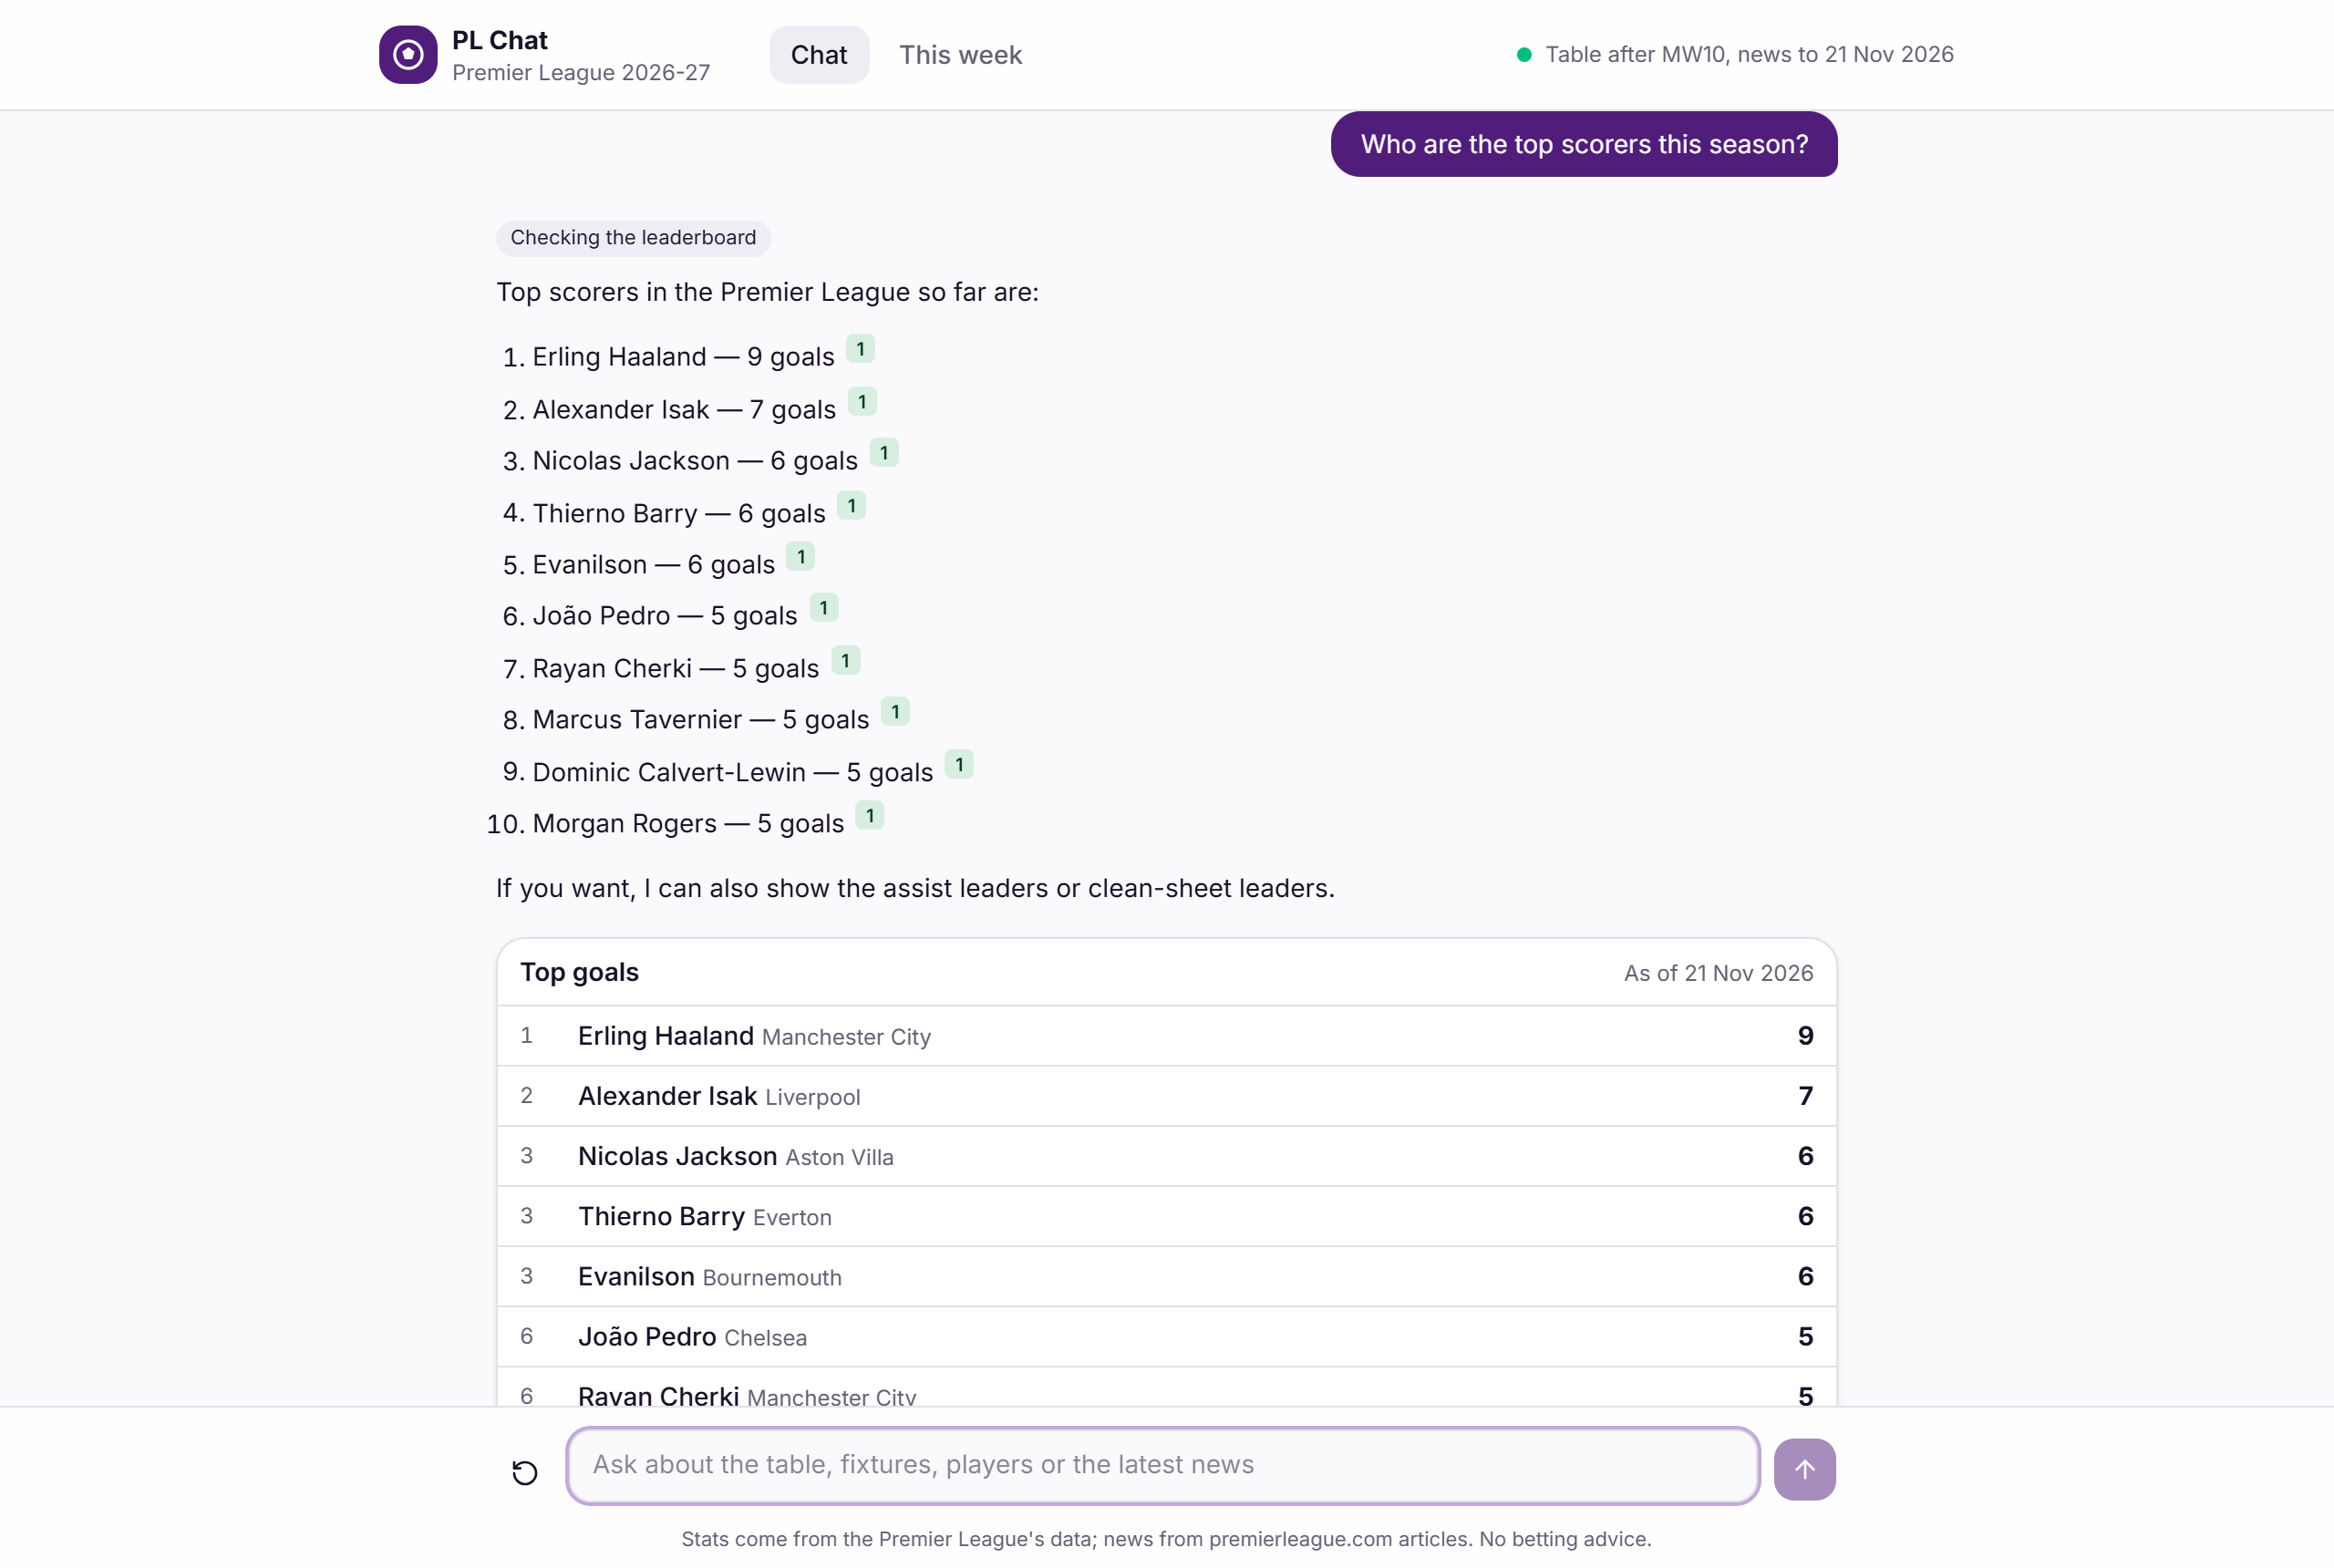 PL Chat
Premier League 2026-27
Chat
This week
Table after MW10, news to 21 Nov 2026
Who are the top scorers this season?
Checking the leaderboard
Top scorers in the Premier League so far are:
1. Erling Haaland — 9 goals 1
2. Alexander Isak — 7 goals 1
3. Nicolas Jackson — 6 goals 1
4. Thierno Barry — 6 goals 1
5. Evanilson — 6 goals 1
6. João Pedro — 5 goals 1
7. Rayan Cherki — 5 goals 1
8. Marcus Tavernier — 5 goals 1
9. Dominic Calvert-Lewin — 5 goals 1
10. Morgan Rogers — 5 goals 1
If you want, I can also show the assist leaders or clean-sheet leaders.
Top goals As of 21 Nov 2026
1 Erling Haaland Manchester City 9
2 Alexander Isak Liverpool 7
3 Nicolas Jackson Aston Villa 6
3 Thierno Barry Everton 6
3 Evanilson Bournemouth 6
6 João Pedro Chelsea 5
6 Rayan Cherki Manchester City 5
Ask about the table, fixtures, players or the latest news
Stats come from the Premier League's data; news from premierleague.com articles. No betting advice.